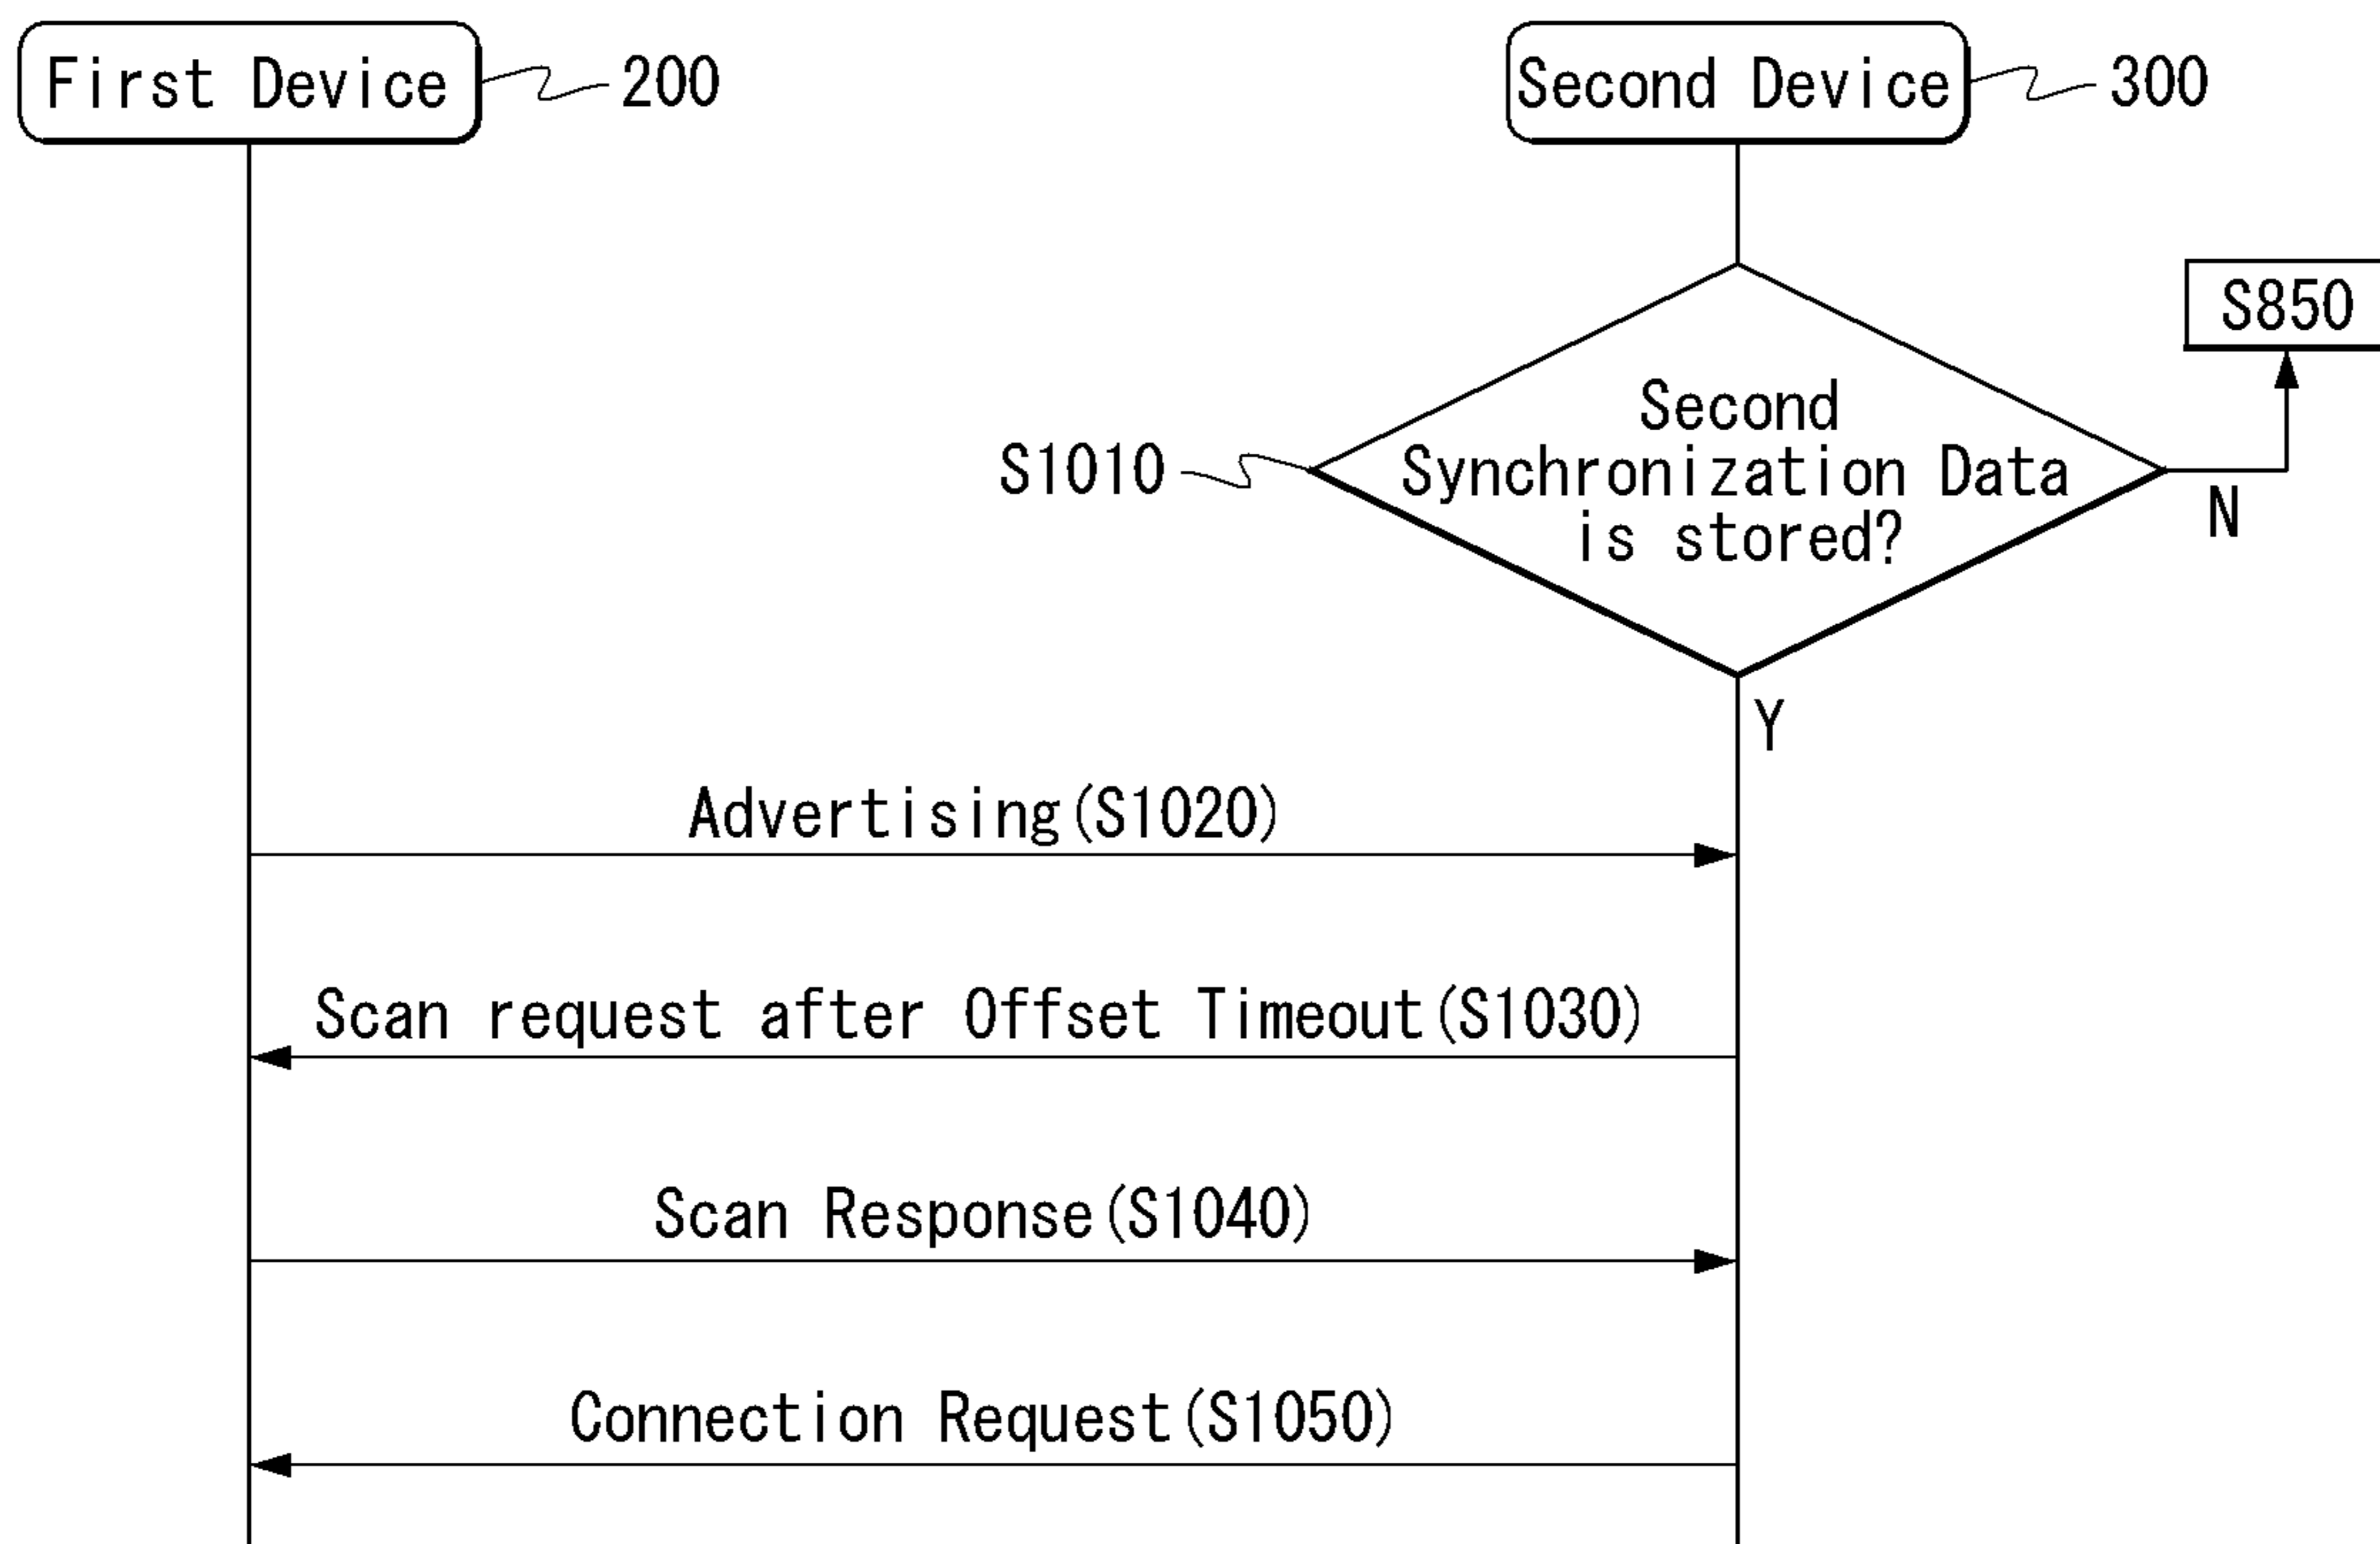 First Device
200
Second Device
300
S850
S1010
Second
Synchronization Data
is stored?
N
Y
Advertising(S1020)
Scan request after Offset Timeout(S1030)
Scan Response(S1040)
Connection Request(S1050)